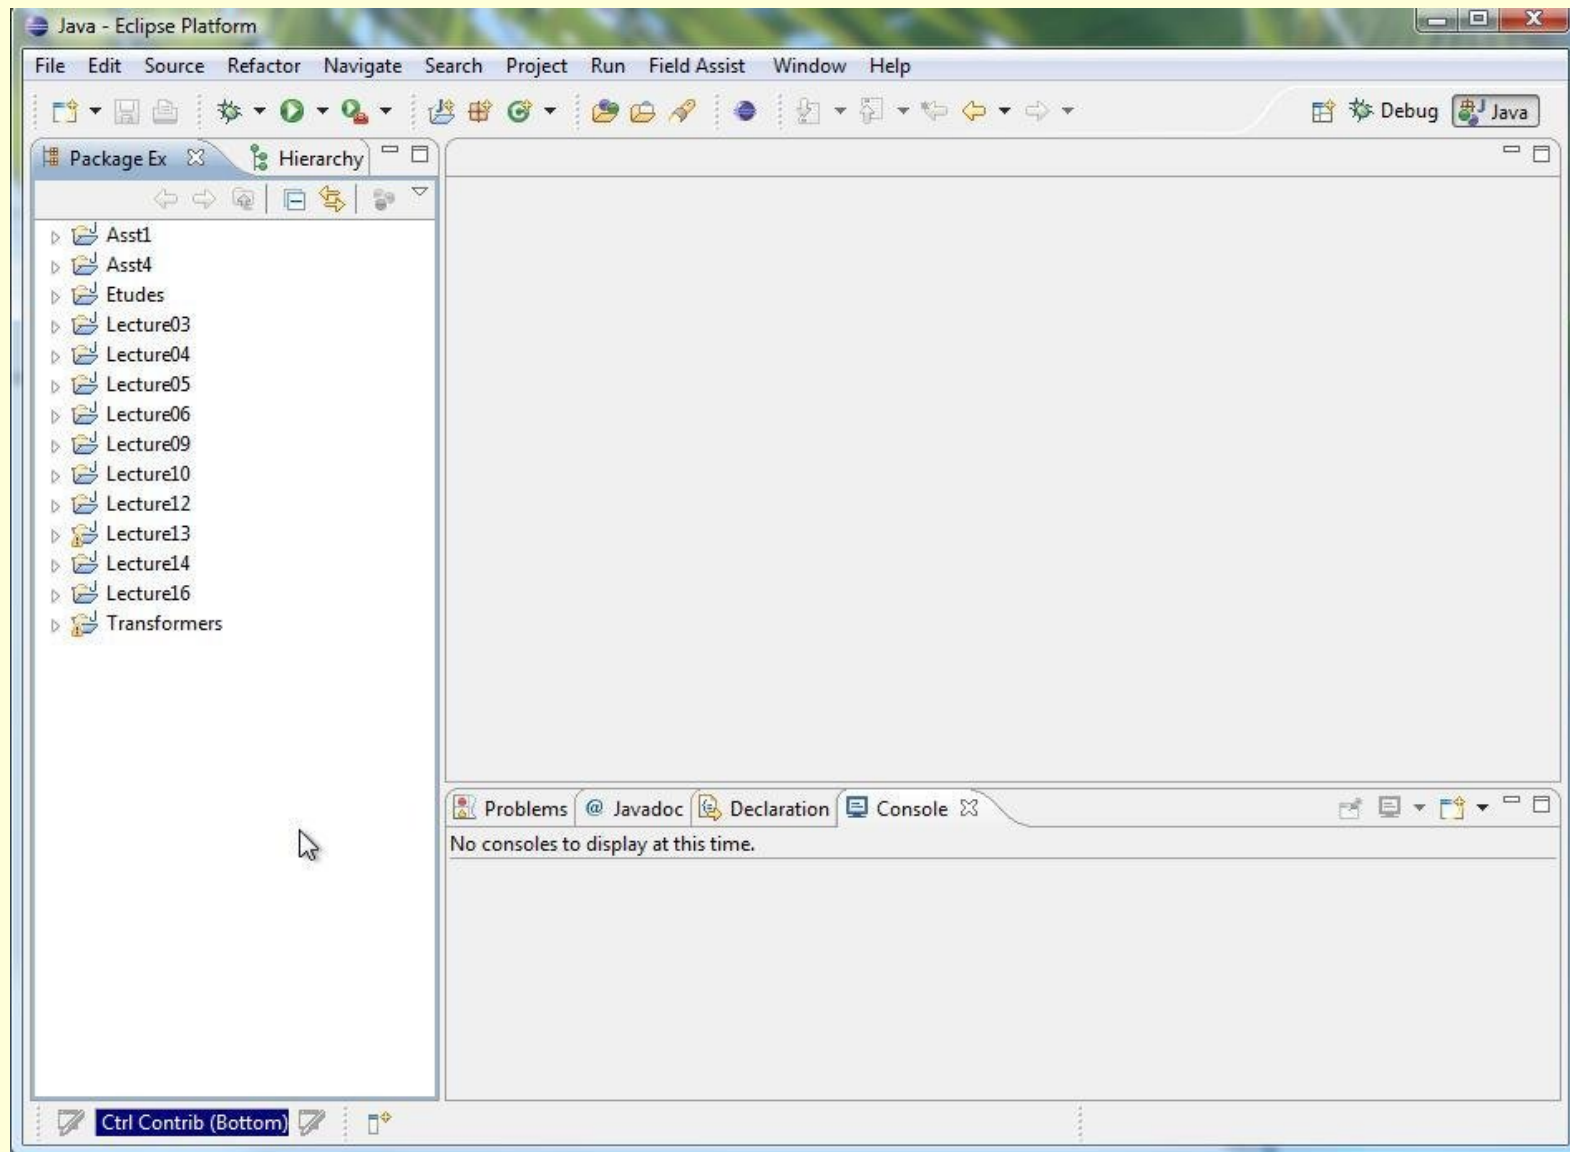 Java - Eclipse Platform
File Edit Source Refactor Navigate Search Project Run Field Assist Window Help
Debug Java
Package Ex Hierarchy
Asst1
Asst4
Etudes
Lecture03
Lecture04
Lecture05
Lecture06
Lecture09
Lecture10
Lecture12
Lecture13
Lecture14
Lecture16
Transformers
Problems @ Javadoc Declaration Console
No consoles to display at this time.
Ctrl Contrib (Bottom)